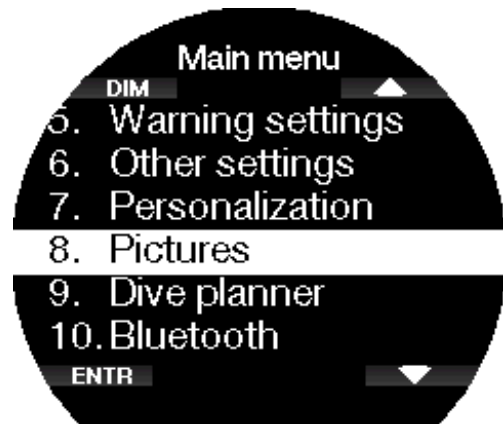 Main menu
DIM
5. Warning settings
6. Other settings
7. Personalization
8. Pictures
9. Dive planner
10. Bluetooth
ENTR